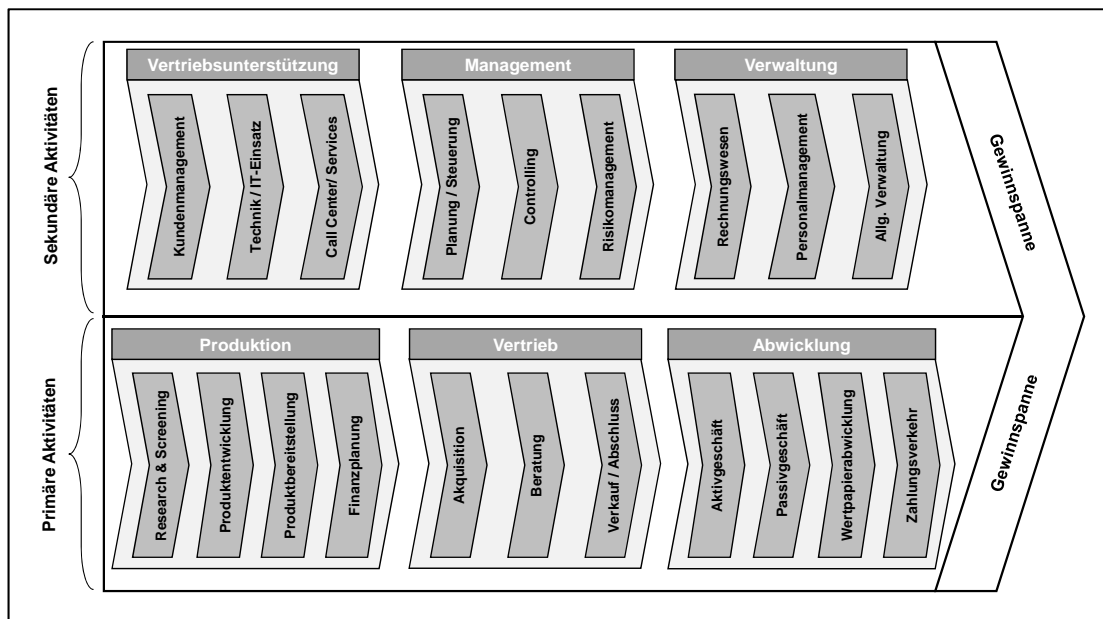 Sekundäre Aktivitäten
Vertriebsunterstützung
Kundenmanagement
Technik / IT-Einsatz
Call Center/ Services
Management
Planung / Steuerung
Controlling
Risikomanagement
Verwaltung
Rechnungswesen
Personalmanagement
Allg. Verwaltung
Gewinnspanne
Primäre Aktivitäten
Produktion
Research & Screening
Produktentwicklung
Produktbereitstellung
Finanzplanung
Vertrieb
Akquisition
Beratung
Verkauf / Abschluss
Abwicklung
Aktivgeschäft
Passivgeschäft
Wertpapierabwicklung
Zahlungsverkehr
Gewinnspanne